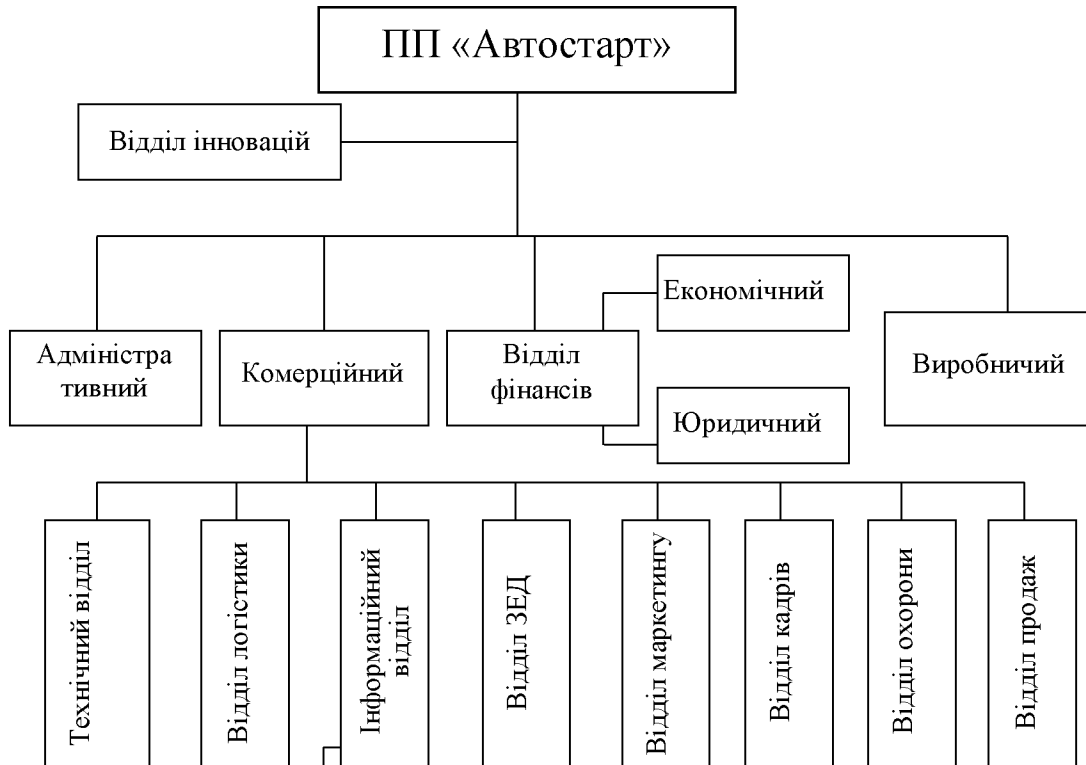 ПП «Автостарт»
Відділ інновацій
Економічний
Адміністра
тивний
Комерційний
Відділ
фінансів
Виробничий
Юридичний
Технічний відділ
Відділ логістики
Інформаційний
відділ
Відділ ЗЕД
Відділ маркетингу
Відділ кадрів
Відділ охорони
Відділ продаж